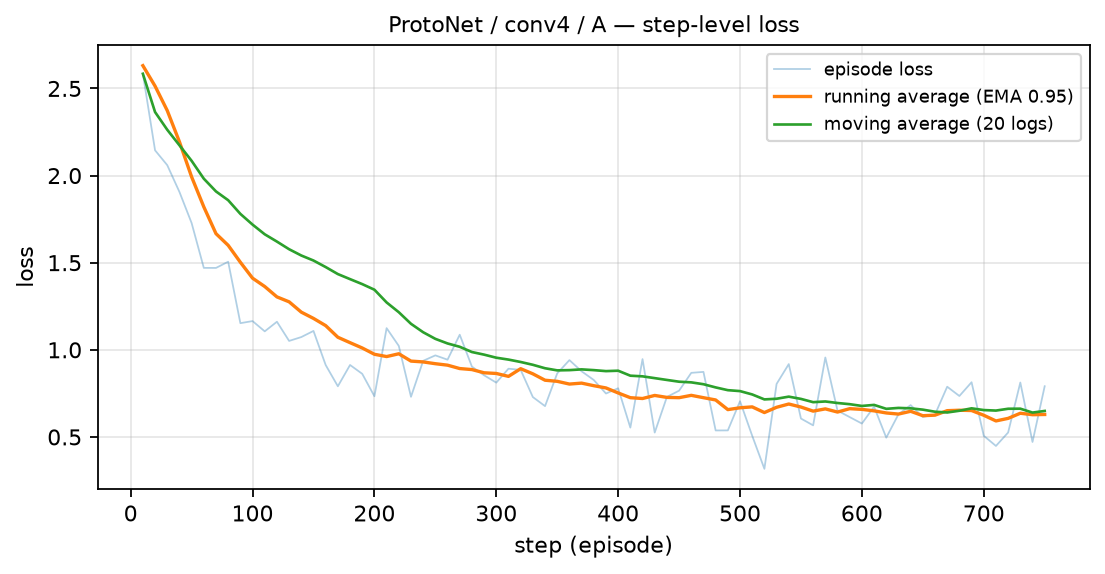 ProtoNet / conv4 / A — step-level loss
episode loss
running average (EMA 0.95)
moving average (20 logs)
loss
2.5
2.0
1.5
1.0
0.5
0 100 200 300 400 500 600 700
step (episode)